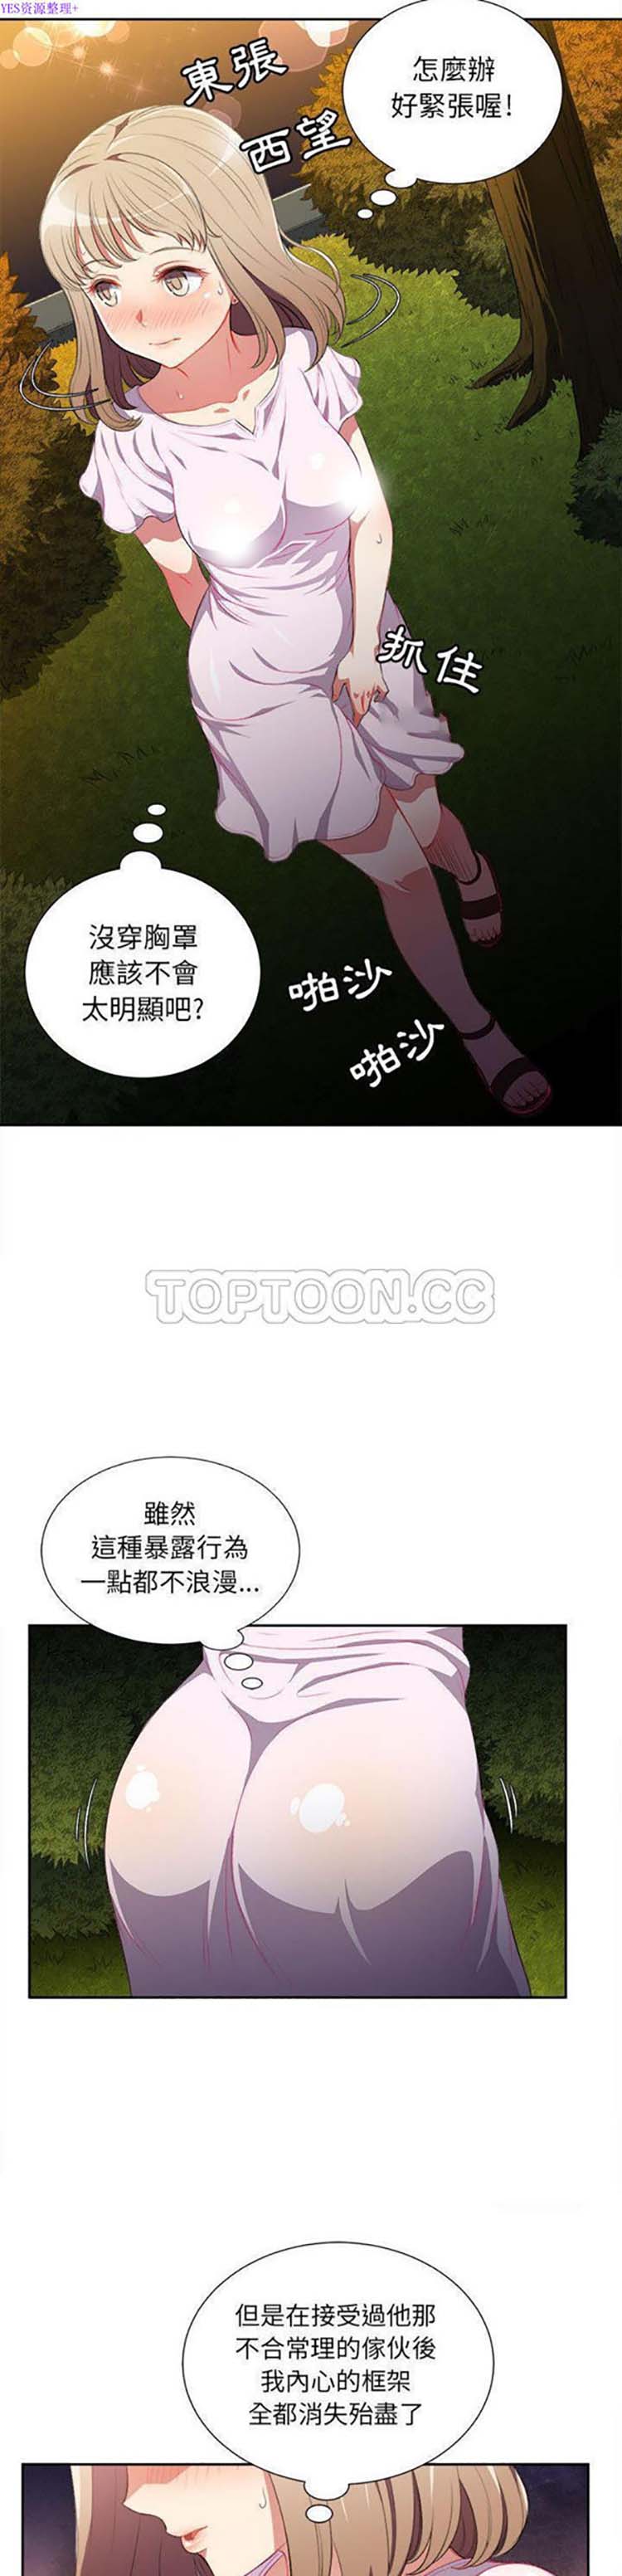 YES资源整理+
東張
西望
怎麼辦
好緊張喔!
抓住
沒穿胸罩
應該不會
太明顯吧?
啪沙
啪沙
TOPTOON.CC
雖然
這種暴露行為
一點都不浪漫...
但是在接受過他那
不合常理的傢伙後
我內心的框架
全都消失殆盡了